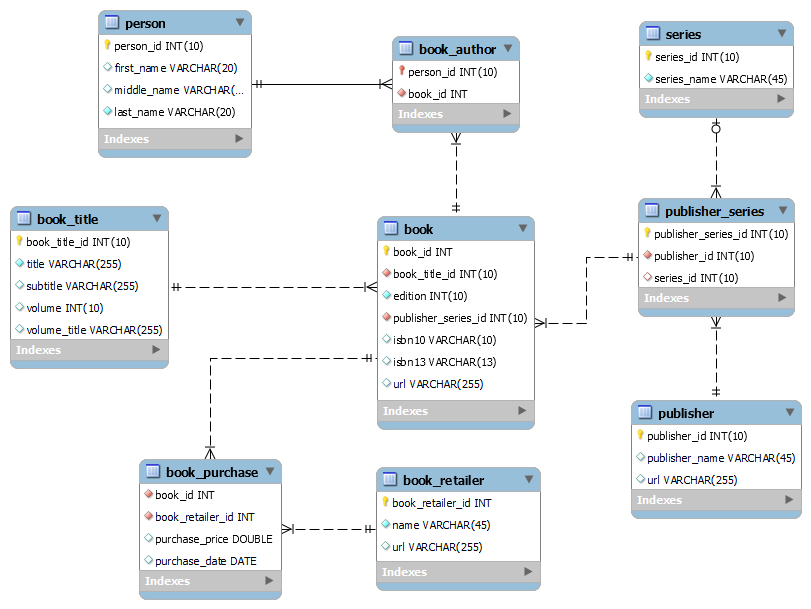 person
person_id INT(10)
first_name VARCHAR(20)
middle_name VARCHAR(...
last_name VARCHAR(20)
Indexes
book_author
person_id INT(10)
book_id INT
Indexes
series
series_id INT(10)
series_name VARCHAR(45)
Indexes
book_title
book_title_id INT(10)
title VARCHAR(255)
subtitle VARCHAR(255)
volume INT(10)
volume_title VARCHAR(255)
Indexes
book
book_id INT
book_title_id INT(10)
edition INT(10)
publisher_series_id INT(10)
isbn10 VARCHAR(10)
isbn13 VARCHAR(13)
url VARCHAR(255)
Indexes
publisher_series
publisher_series_id INT(10)
publisher_id INT(10)
series_id INT(10)
Indexes
publisher
publisher_id INT(10)
publisher_name VARCHAR(45)
url VARCHAR(255)
Indexes
book_purchase
book_id INT
book_retailer_id INT
purchase_price DOUBLE
purchase_date DATE
Indexes
book_retailer
book_retailer_id INT
name VARCHAR(45)
url VARCHAR(255)
Indexes